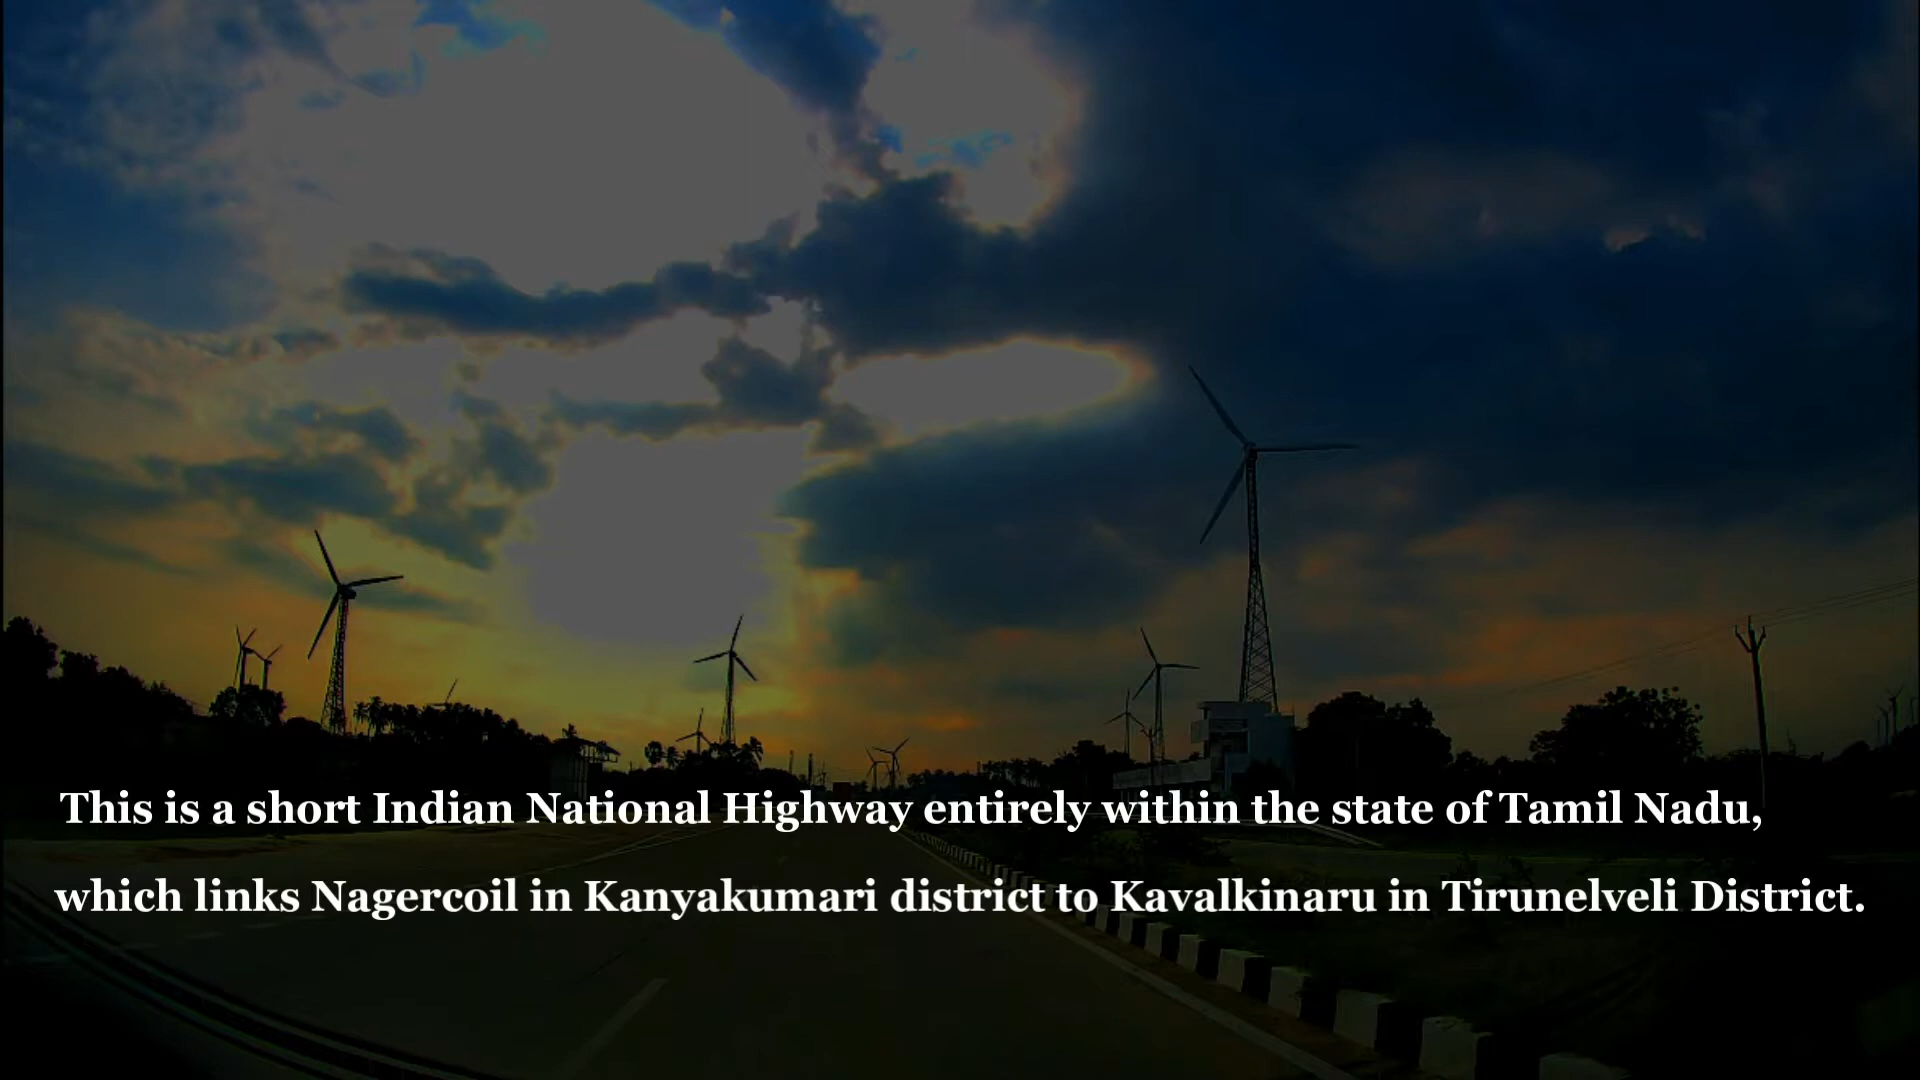 This is a short Indian National Highway entirely within the state of Tamil Nadu,
which links Nagercoil in Kanyakumari district to Kavalkinaru in Tirunelveli District.